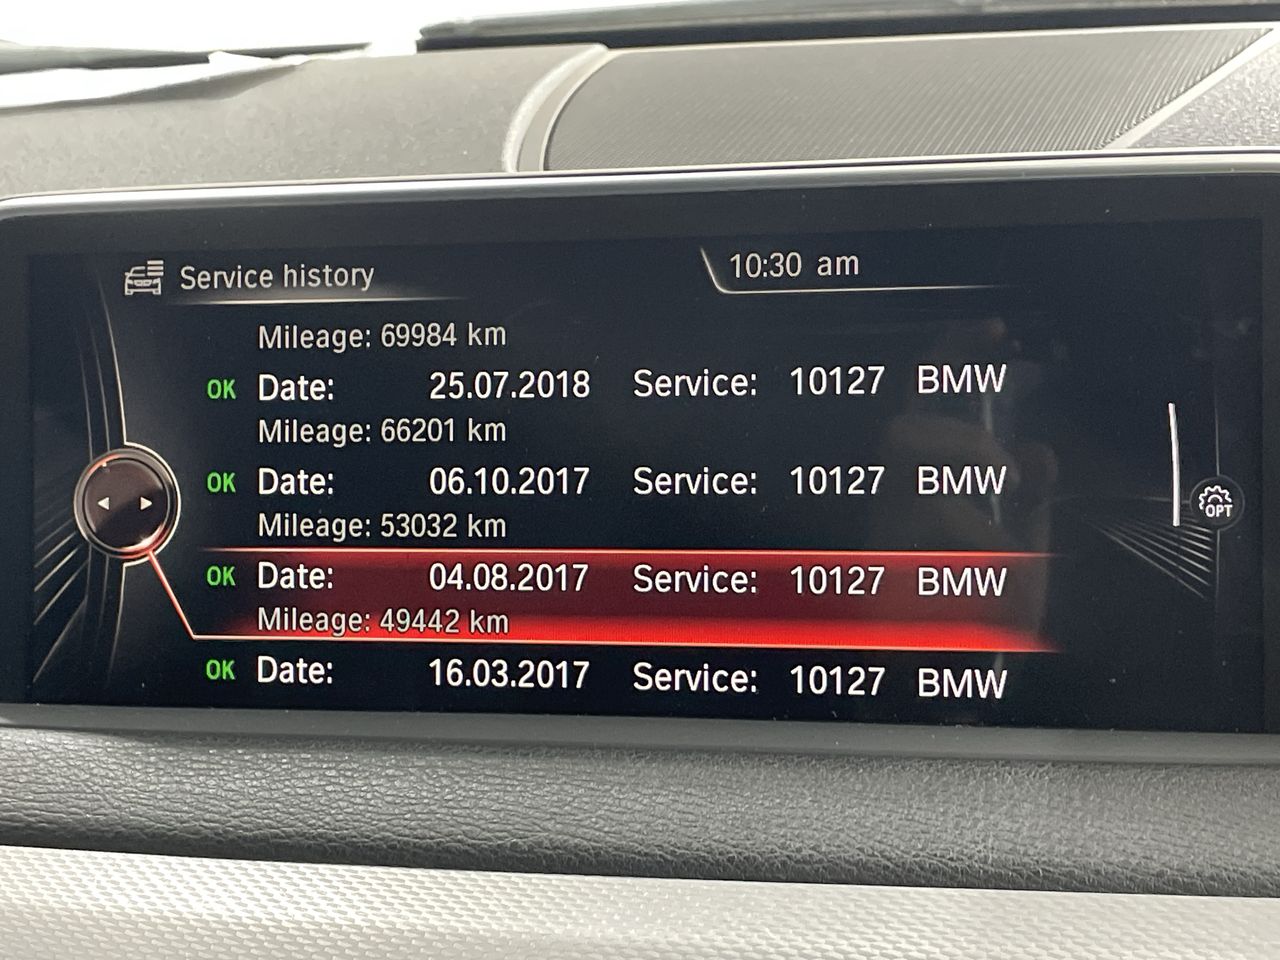 Service history
10:30 am
Mileage: 69984 km
OK Date: 25.07.2018 Service: 10127 BMW
Mileage: 66201 km
OK Date: 06.10.2017 Service: 10127 BMW
Mileage: 53032 km
OK Date: 04.08.2017 Service: 10127 BMW
Mileage: 49442 km
OK Date: 16.03.2017 Service: 10127 BMW
OPT